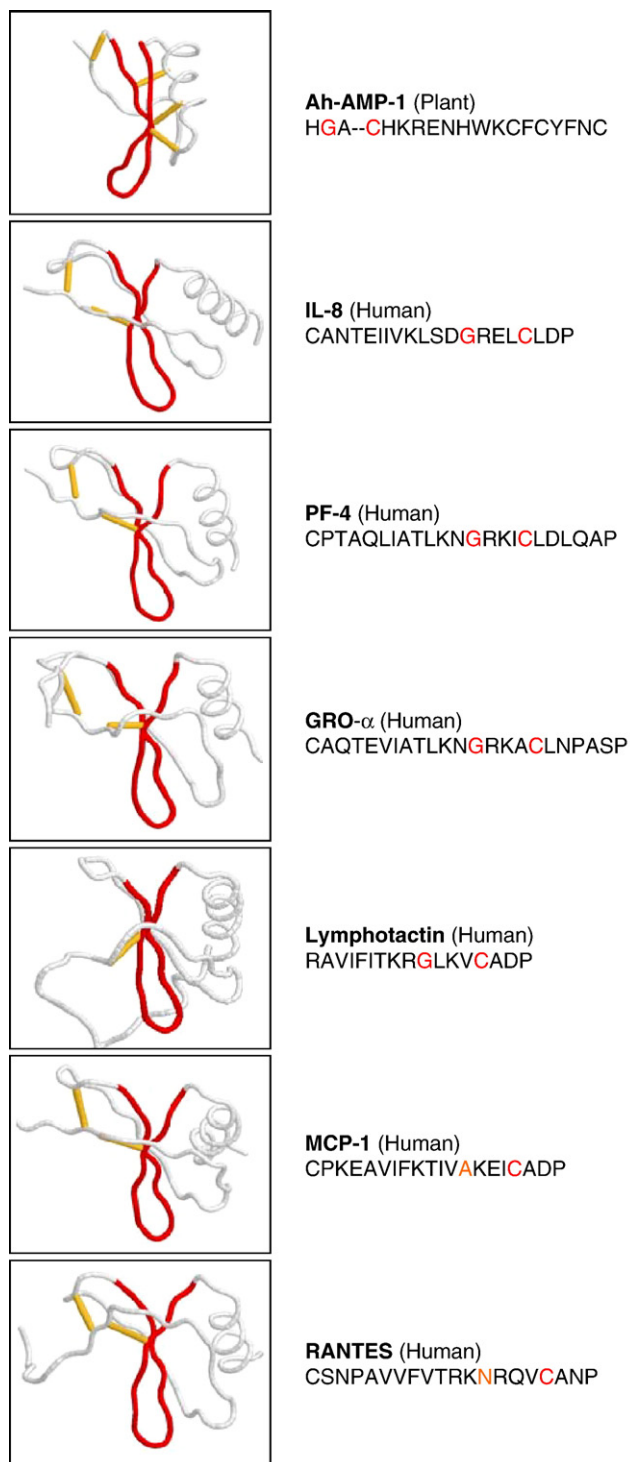 Ah-AMP-1 (Plant)
HGA--CHKRENHWKCFCYFNC
IL-8 (Human)
CANTEIIVKLSDGRELCLDP
PF-4 (Human)
CPTAQLIATLKNGRKICLDLQAP
GRO-α (Human)
CAQTEVIATLKNGRKACLNPASP
Lymphotactin (Human)
RAVIFITKRGLKVCADP
MCP-1 (Human)
CPKEAVIFKTIVAKEICADP
RANTES (Human)
CSNPAVVFVTRKNRQVCANP